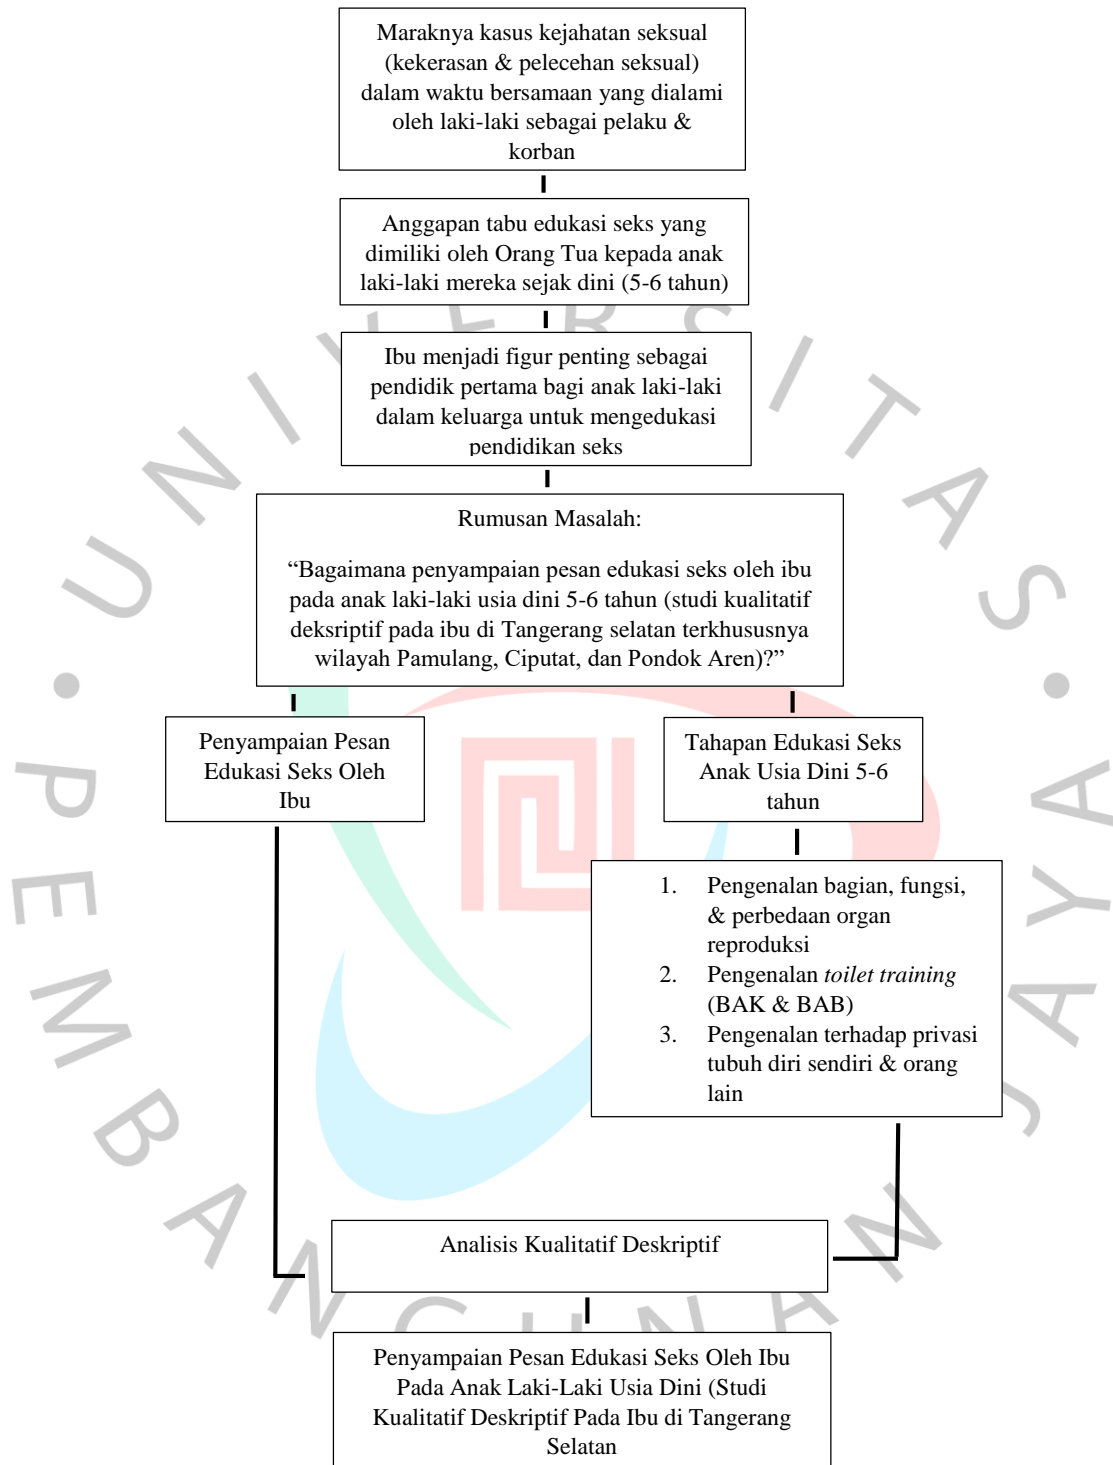 Maraknya kasus kejahatan seksual
(kekerasan & pelecehan seksual)
dalam waktu bersamaan yang dialami
oleh laki-laki sebagai pelaku &
korban
Anggapan tabu edukasi seks yang
dimiliki oleh Orang Tua kepada anak
laki-laki mereka sejak dini (5-6 tahun)
Ibu menjadi figur penting sebagai
pendidik pertama bagi anak laki-laki
dalam keluarga untuk mengedukasi
pendidikan seks
Rumusan Masalah:
“Bagaimana penyampaian pesan edukasi seks oleh ibu
pada anak laki-laki usia dini 5-6 tahun (studi kualitatif
deksriptif pada ibu di Tangerang selatan terkhususnya
wilayah Pamulang, Ciputat, dan Pondok Aren)?”
Penyampaian Pesan
Edukasi Seks Oleh
Ibu
Tahapan Edukasi Seks
Anak Usia Dini 5-6
tahun
1. Pengenalan bagian, fungsi,
& perbedaan organ
reproduksi
2. Pengenalan toilet training
(BAK & BAB)
3. Pengenalan terhadap privasi
tubuh diri sendiri & orang
lain
Analisis Kualitatif Deskriptif
Penyampaian Pesan Edukasi Seks Oleh Ibu
Pada Anak Laki-Laki Usia Dini (Studi
Kualitatif Deskriptif Pada Ibu di Tangerang
Selatan
UNIVERSITAS
PEMBANGUNAN JAYA